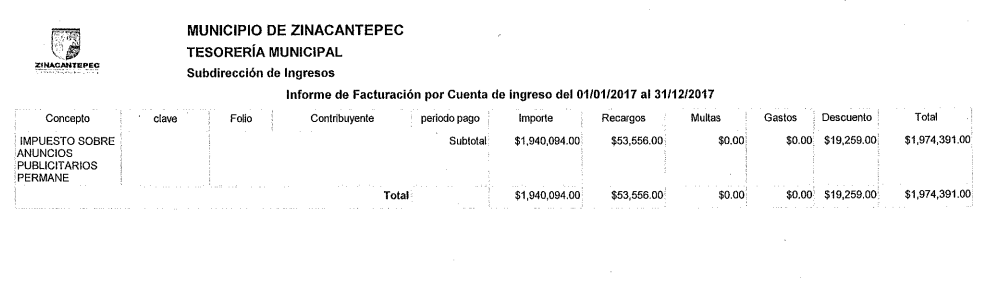 MUNICIPIO DE ZINACANTEPEC
TESORERÍA MUNICIPAL
ZINACANTEPEC
Subdirección de Ingresos
Informe de Facturación por Cuenta de ingreso del 01/01/2017 al 31/12/2017
Concepto clave Folio Contribuyente periodo pago Importe Recargos Multas Gastos Descuento Total
IMPUESTO SOBRE Subtotal $1,940,094.00 $53,556.00 $0.00 $0.00 $19,259.00 $1,974,391.00
ANUNCIOS
PUBLICITARIOS
PERMANE
Total $1,940,094.00 $53,556.00 $0.00 $0.00 $19,259.00 $1,974,391.00